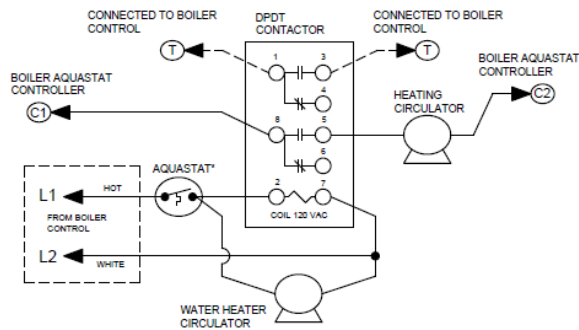 CONNECTED TO BOILER
CONTROL
DPDT
CONTACTOR
CONNECTED TO BOILER
CONTROL
T
1
3
T
BOILER AQUASTAT
CONTROLLER
4
BOILER AQUASTAT
CONTROLLER
HEATING
CIRCULATOR
C1
8
5
C2
6
AQUASTAT*
L1
HOT
2
7
FROM BOILER
CONTROL
COIL 120 VAC
L2
WHITE
WATER HEATER
CIRCULATOR